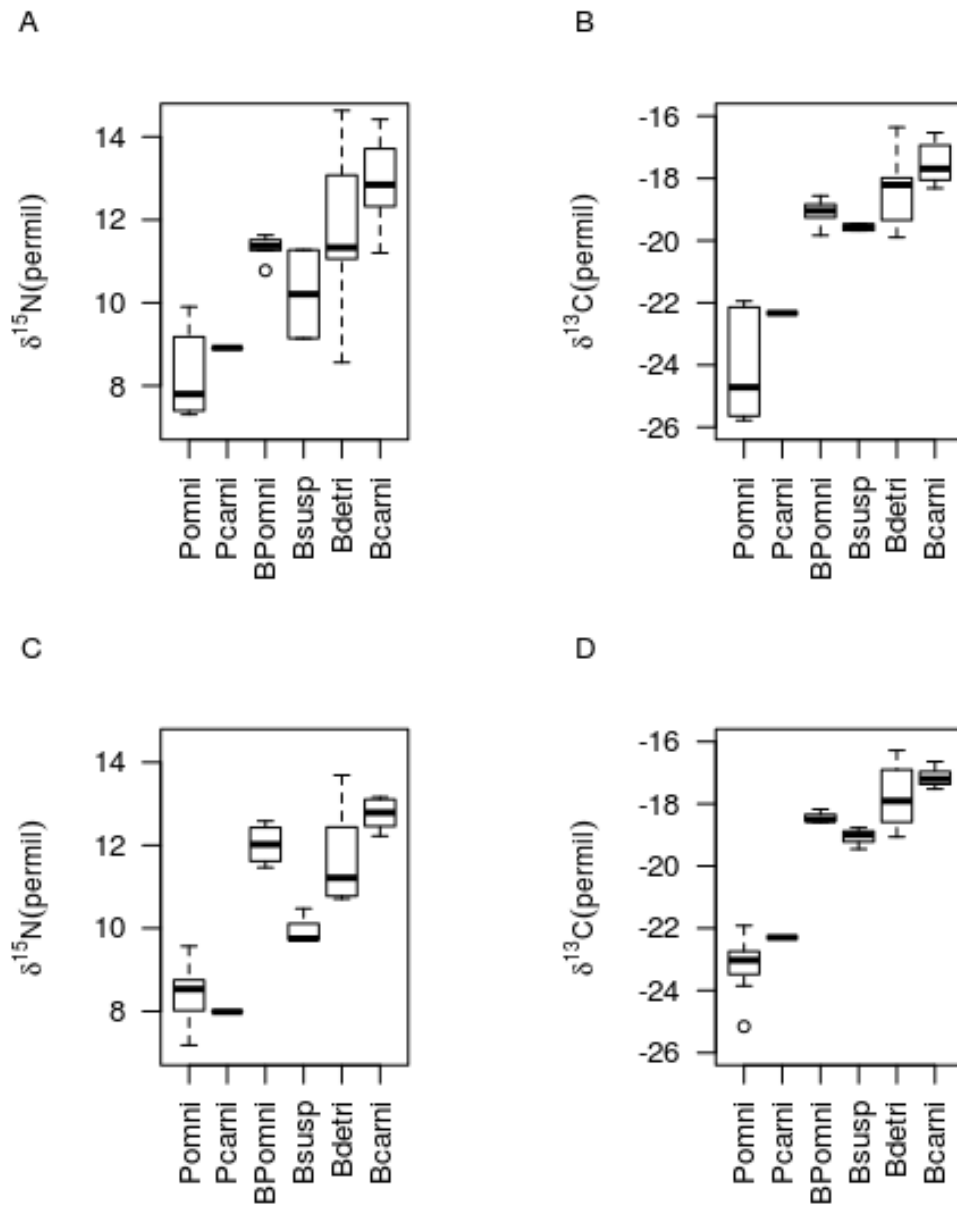 A
δ¹⁵N(permil)
14
12
10
8
Pomni
Pcarni
BPomni
Bsusp
Bdetri
Bcarni
B
δ¹³C(permil)
-16
-18
-20
-22
-24
-26
Pomni
Pcarni
BPomni
Bsusp
Bdetri
Bcarni
C
δ¹⁵N(permil)
14
12
10
8
Pomni
Pcarni
BPomni
Bsusp
Bdetri
Bcarni
D
δ¹³C(permil)
-16
-18
-20
-22
-24
-26
Pomni
Pcarni
BPomni
Bsusp
Bdetri
Bcarni